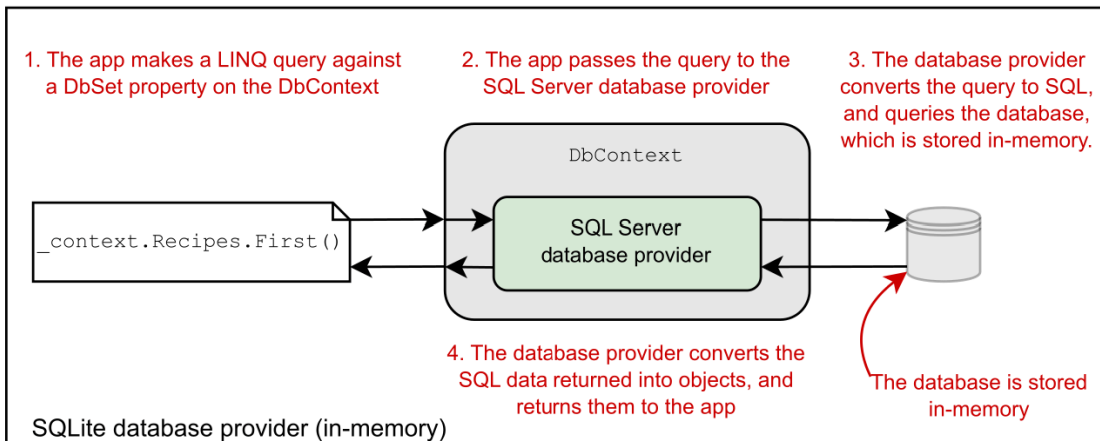 1. The app makes a LINQ query against
a DbSet property on the DbContext
2. The app passes the query to the
SQL Server database provider
3. The database provider
converts the query to SQL,
and queries the database,
which is stored in-memory.
DbContext
_context.Recipes.First()
SQL Server
database provider
4. The database provider converts the
SQL data returned into objects, and
returns them to the app
The database is stored
in-memory
SQLite database provider (in-memory)